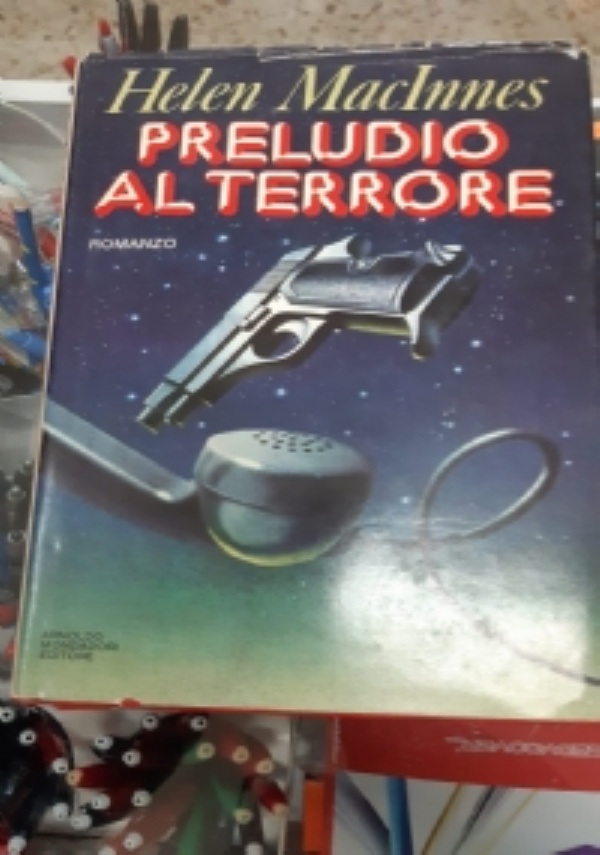 Helen MacInnes
PRELUDIO
AL TERRORE
ROMANZO
ARNOLDO
MONDADORI
EDITORE